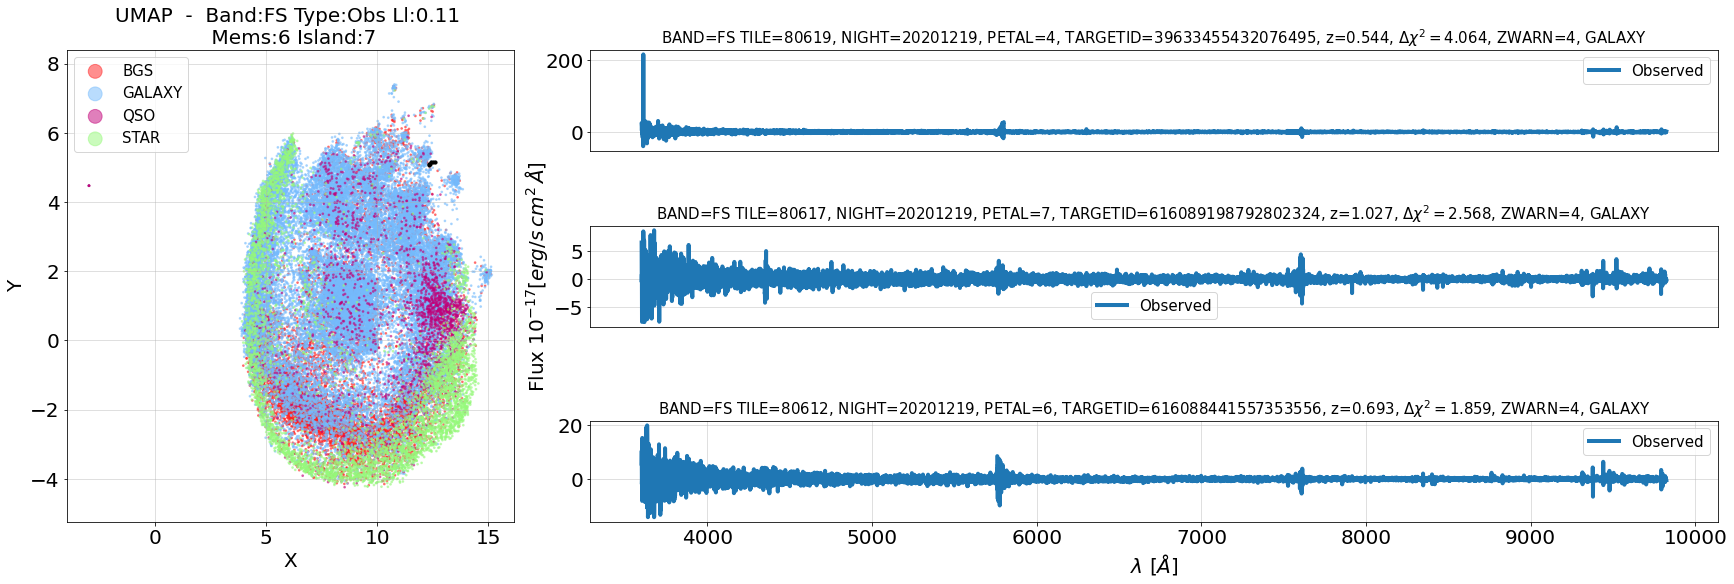 UMAP - Band:FS Type:Obs Ll:0.11
Mems:6 Island:7
BGS
GALAXY
QSO
STAR
8
6
4
2
0
−2
−4
Y
0
5
10
15
X
BAND=FS TILE=80619, NIGHT=20201219, PETAL=4, TARGETID=39633455432076495, z=0.544, Δχ² = 4.064, ZWARN=4, GALAXY
200
0
Observed
BAND=FS TILE=80617, NIGHT=20201219, PETAL=7, TARGETID=616089198792802324, z=1.027, Δχ² = 2.568, ZWARN=4, GALAXY
5
0
−5
Observed
Flux 10⁻¹⁷[erg/s cm² Å]
BAND=FS TILE=80612, NIGHT=20201219, PETAL=6, TARGETID=616088441557353556, z=0.693, Δχ² = 1.859, ZWARN=4, GALAXY
20
0
Observed
4000
5000
6000
7000
8000
9000
10000
λ [Å]